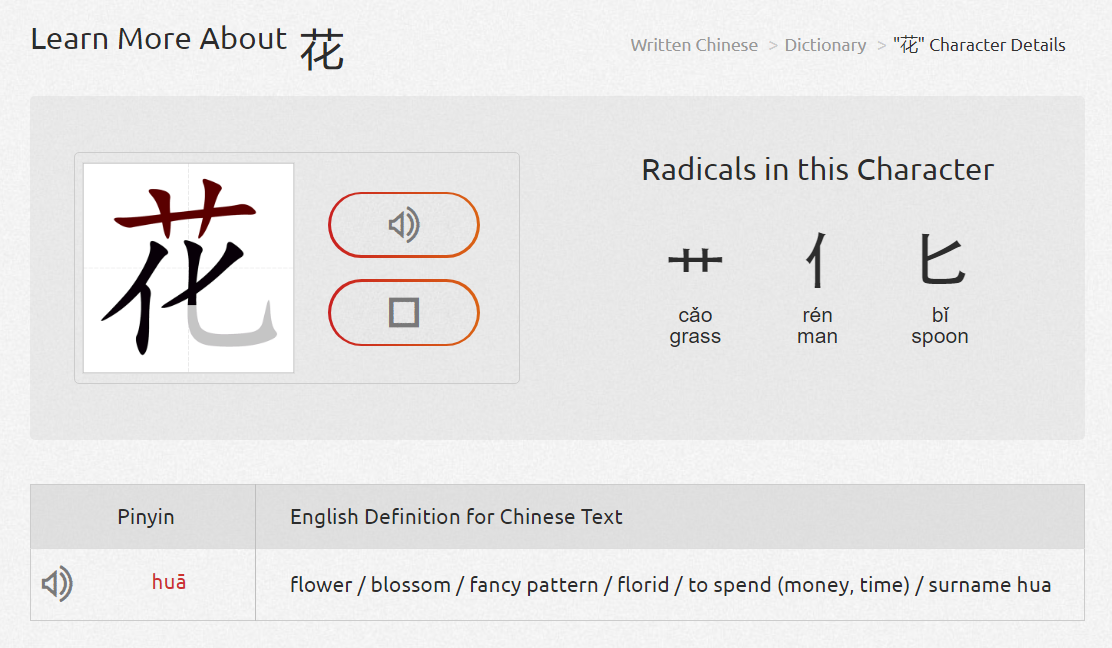 Learn More About 花
Written Chinese > Dictionary > "花" Character Details
花
Radicals in this Character
艹 亻 匕
cǎo rén bǐ
grass man spoon
Pinyin English Definition for Chinese Text
huā flower / blossom / fancy pattern / florid / to spend (money, time) / surname hua